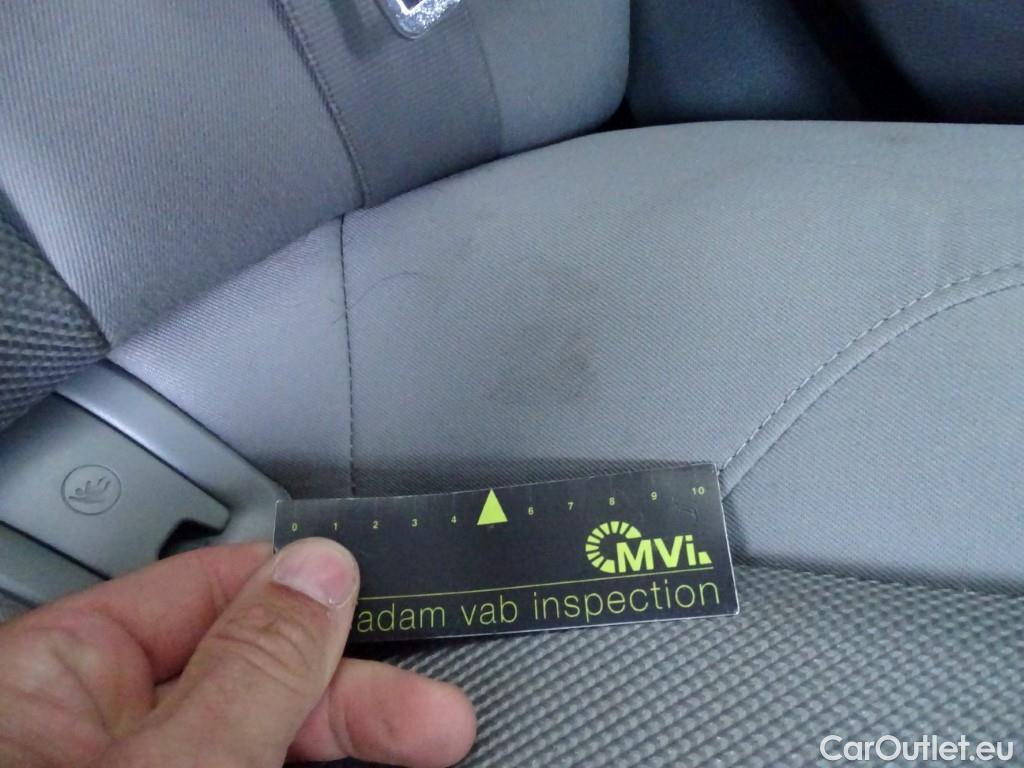 0 1 2 3 4 6 7 8 9 10
MVi.
adam vab inspection
CarOutlet.eu